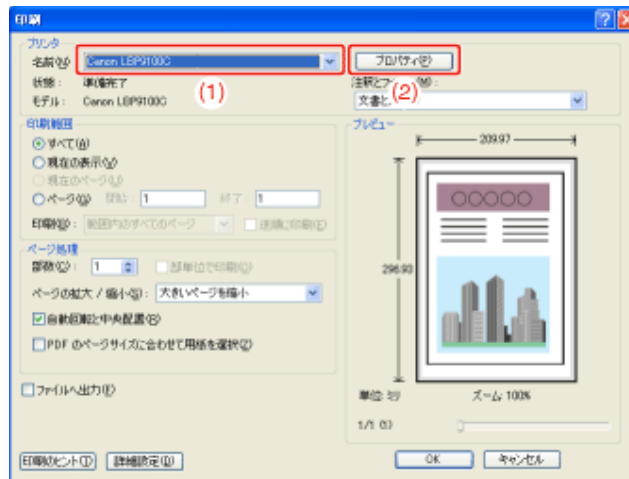 印刷
プリンタ
名前(N): Canon LBP9100C プロパティ(P)
(1) (2)
状態： 準備完了
モデル： Canon LBP9100C
文書と
印刷範囲
すべて(A)
現在の表示(V)
現在のページ(U)
ページ(G) 開始：1 終了：1
印刷(R)： 範囲内のすべてのページ 逆順に印刷(E)
ページ処理
部数(C)： 1 部単位で印刷(O)
ページの拡大 / 縮小(S)： 大きいページを縮小
自動回転と中央配置(B)
PDF のページサイズに合わせて用紙を選択(Z)
ファイルへ出力(F)
プレビュー
209.97
296.93
○○○○○
単位： ミリ ズーム： 100%
1/1 (1)
印刷のヒント(T) 詳細設定(D) OK キャンセル